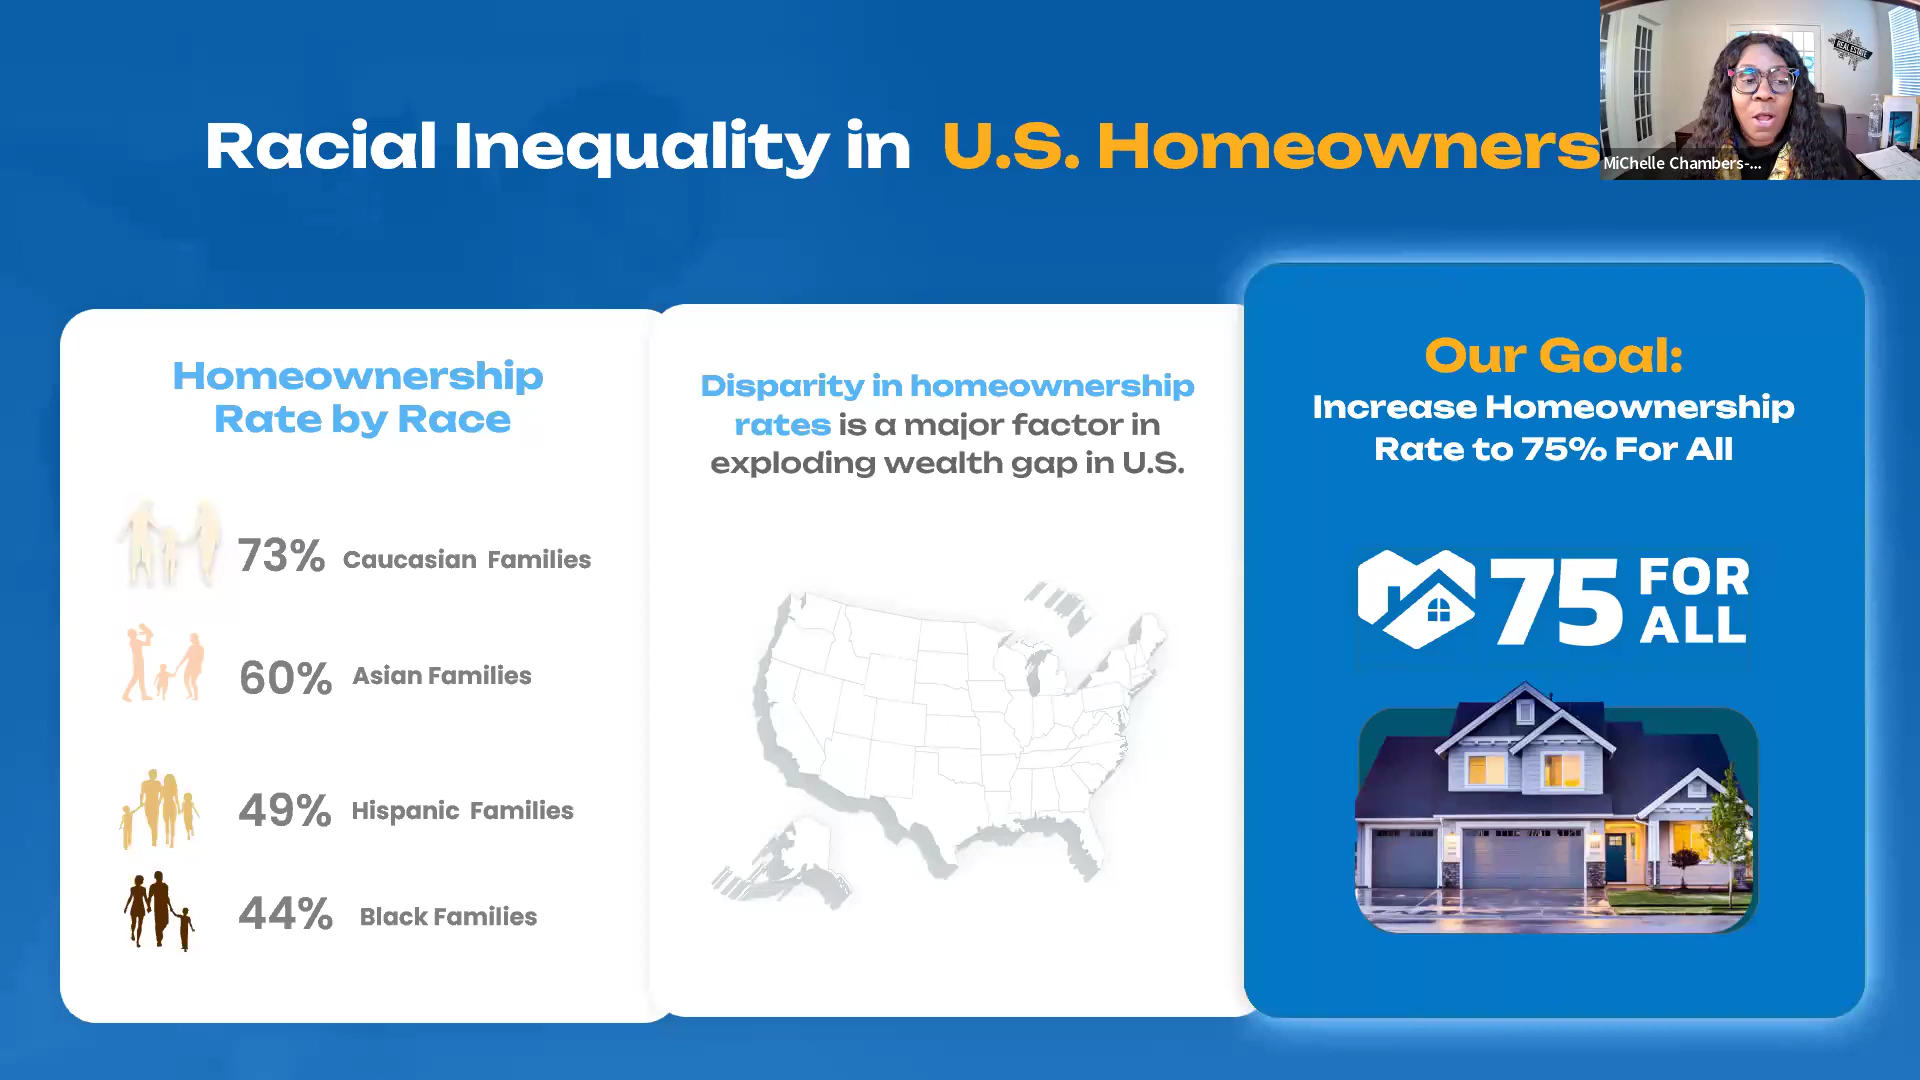 Racial Inequality in U.S. Homeowners
REAL ESTATE
MiChelle Chambers-...
Homeownership
Rate by Race
73% Caucasian Families
60% Asian Families
49% Hispanic Families
44% Black Families
Disparity in homeownership
rates is a major factor in
exploding wealth gap in U.S.
Our Goal:
Increase Homeownership
Rate to 75% For All
75 FOR
ALL